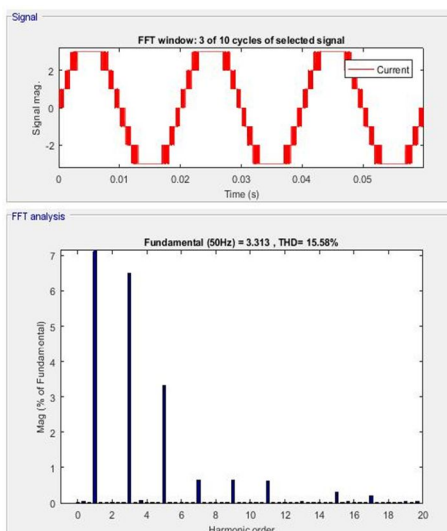 Signal
FFT window: 3 of 10 cycles of selected signal
Current
2
0
-2
Signal mag.
0 0.01 0.02 0.03 0.04 0.05
Time (s)
FFT analysis
Fundamental (50Hz) = 3.313 , THD= 15.58%
7
6
5
4
3
2
1
0
Mag (% of Fundamental)
0 2 4 6 8 10 12 14 16 18 20
Harmonic order